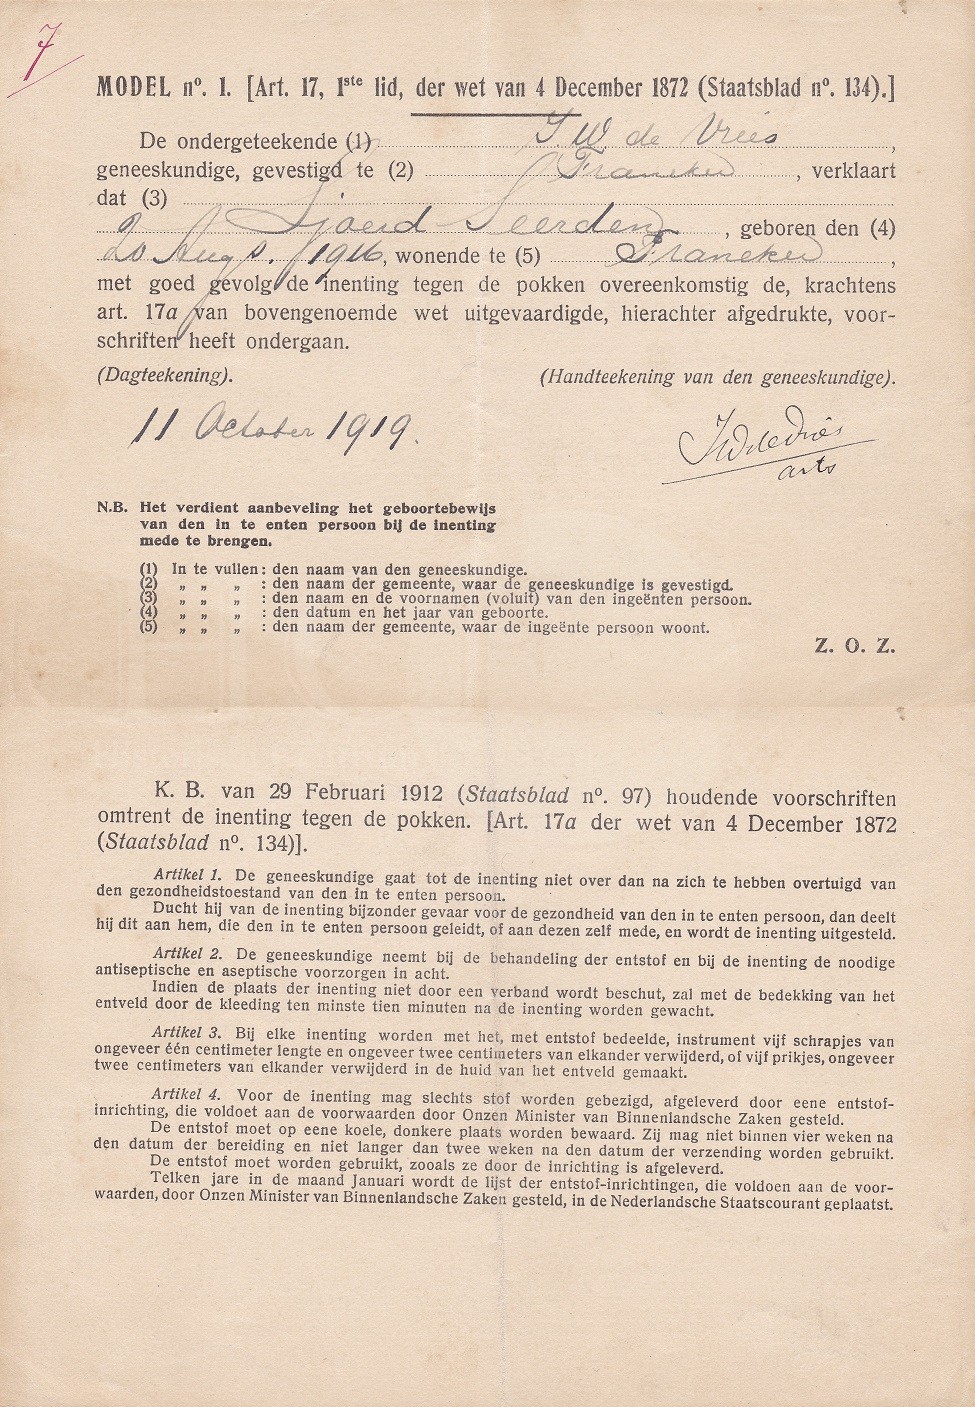 7
MODEL nº. 1. [Art. 17, 1ste lid, der wet van 4 December 1872 (Staatsblad nº. 134).]
De ondergeteekende (1) J. W. de Vries ,
geneeskundige, gevestigd te (2) Franeker , verklaart
dat (3)
Sjoerd , geboren den (4)
20 Aug. 1916, wonende te (5) Franeker ,
met goed gevolg de inenting tegen de pokken overeenkomstig de, krachtens
art. 17a van bovengenoemde wet uitgevaardigde, hierachter afgedrukte, voor-
schriften heeft ondergaan.
(Dagteekening). (Handteekening van den geneeskundige).
11 October 1919. JWdeVries
arts
N.B. Het verdient aanbeveling het geboortebewijs
van den in te enten persoon bij de inenting
mede te brengen.
(1) In te vullen: den naam van den geneeskundige.
(2) „ „ „ : den naam der gemeente, waar de geneeskundige is gevestigd.
(3) „ „ „ : den naam en de voornamen (voluit) van den ingeënten persoon.
(4) „ „ „ : den datum en het jaar van geboorte.
(5) „ „ „ : den naam der gemeente, waar de ingeënte persoon woont.
Z. O. Z.
K. B. van 29 Februari 1912 (Staatsblad nº. 97) houdende voorschriften
omtrent de inenting tegen de pokken. [Art. 17a der wet van 4 December 1872
(Staatsblad nº. 134)].
Artikel 1. De geneeskundige gaat tot de inenting niet over dan na zich te hebben overtuigd van
den gezondheidstoestand van den in te enten persoon.
Ducht hij van de inenting bijzonder gevaar voor de gezondheid van den in te enten persoon, dan deelt
hij dit aan hem, die den in te enten persoon geleidt, of aan dezen zelf mede, en wordt de inenting uitgesteld.
Artikel 2. De geneeskundige neemt bij de behandeling der entstof en bij de inenting de noodige
antiseptische en aseptische voorzorgen in acht.
Indien de plaats der inenting niet door een verband wordt beschut, zal met de bedekking van het
entveld door de kleeding ten minste tien minuten na de inenting worden gewacht.
Artikel 3. Bij elke inenting worden met het, met entstof bedeelde, instrument vijf schrapjes van
ongeveer één centimeter lengte en ongeveer twee centimeters van elkander verwijderd, of vijf prikjes, ongeveer
twee centimeters van elkander verwijderd in de huid van het entveld gemaakt.
Artikel 4. Voor de inenting mag slechts stof worden gebezigd, afgeleverd door eene entstof-
inrichting, die voldoet aan de voorwaarden door Onzen Minister van Binnenlandsche Zaken gesteld.
De entstof moet op eene koele, donkere plaats worden bewaard. Zij mag niet binnen vier weken na
den datum der bereiding en niet langer dan twee weken na den datum der verzending worden gebruikt.
De entstof moet worden gebruikt, zooals ze door de inrichting is afgeleverd.
Telken jare in de maand Januari wordt de lijst der entstof-inrichtingen, die voldoen aan de voor-
waarden, door Onzen Minister van Binnenlandsche Zaken gesteld, in de Nederlandsche Staatscourant geplaatst.